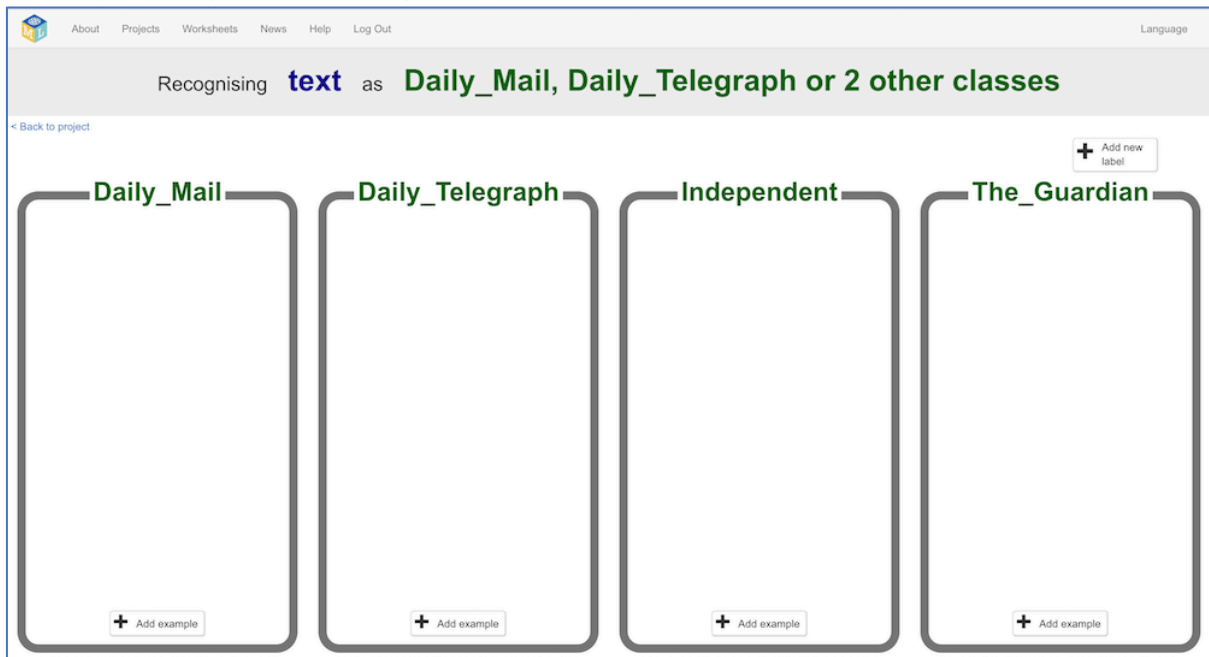 About Projects Worksheets News Help Log Out Language
Recognising text as Daily_Mail, Daily_Telegraph or 2 other classes
< Back to project
Add new
label
Daily_Mail Daily_Telegraph Independent The_Guardian
Add example Add example Add example Add example